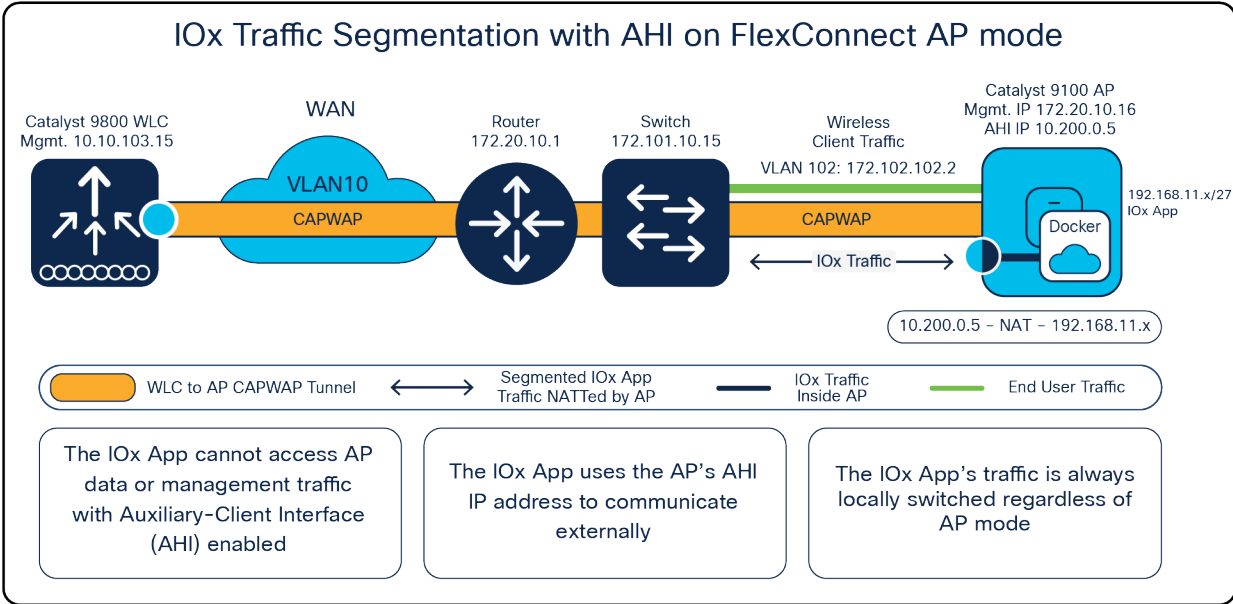 IOx Traffic Segmentation with AHI on FlexConnect AP mode
Catalyst 9800 WLC
Mgmt. 10.10.103.15
WAN
VLAN10
CAPWAP
Router
172.20.10.1
Switch
172.101.10.15
Wireless
Client Traffic
VLAN 102: 172.102.102.2
CAPWAP
IOx Traffic
Catalyst 9100 AP
Mgmt. IP 172.20.10.16
AHI IP 10.200.0.5
192.168.11.x/27
IOx App
Docker
10.200.0.5 – NAT – 192.168.11.x
WLC to AP CAPWAP Tunnel
Segmented IOx App
Traffic NATTed by AP
IOx Traffic
Inside AP
End User Traffic
The IOx App cannot access AP
data or management traffic
with Auxiliary-Client Interface
(AHI) enabled
The IOx App uses the AP’s AHI
IP address to communicate
externally
The IOx App’s traffic is always
locally switched regardless of
AP mode